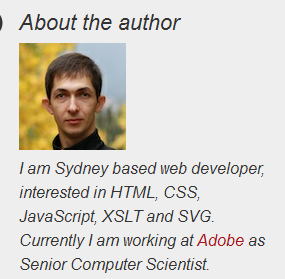 About the author
I am Sydney based web developer,
interested in HTML, CSS,
JavaScript, XSLT and SVG.
Currently I am working at Adobe as
Senior Computer Scientist.